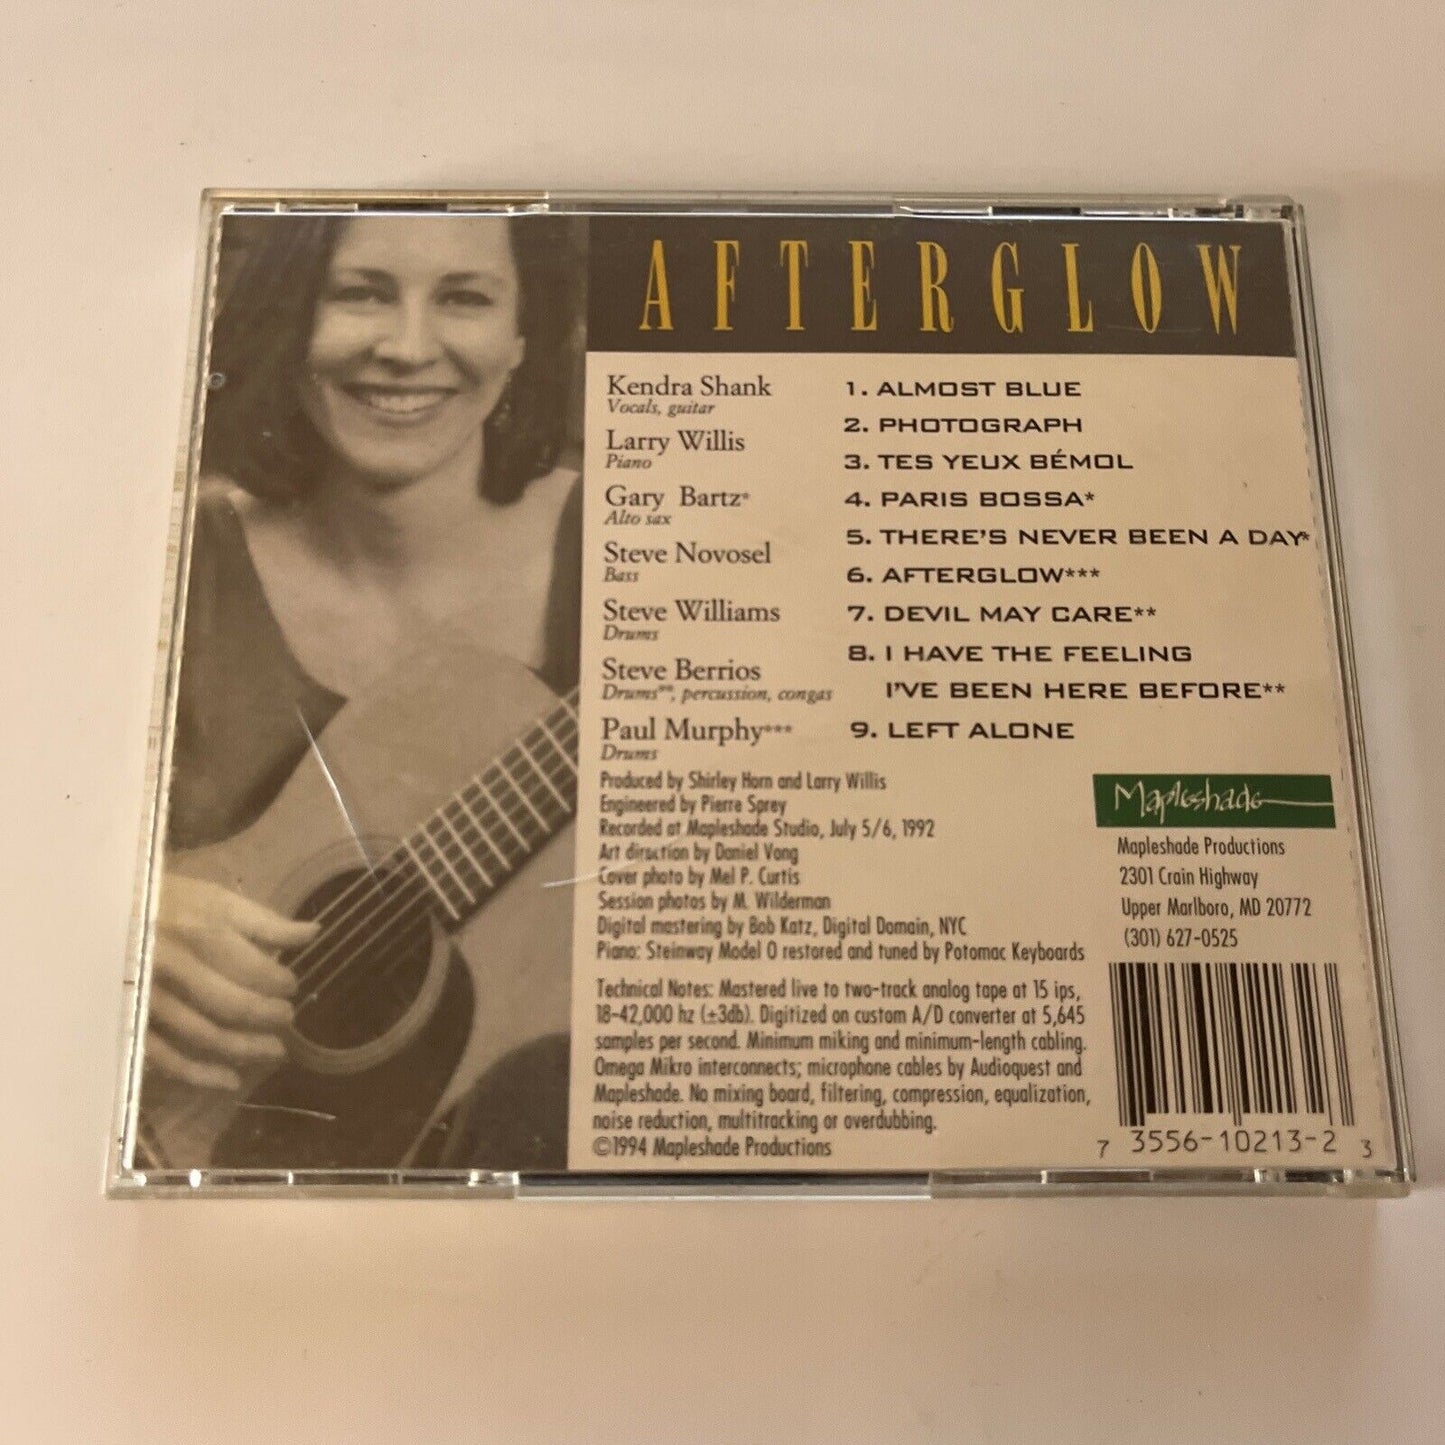 AFTERGLOW
Kendra Shank
Vocals, guitar
Larry Willis
Piano
Gary Bartz*
Alto sax
Steve Novosel
Bass
Steve Williams
Drums
Steve Berrios
Drums**, percussion, congas
Paul Murphy***
Drums
1. ALMOST BLUE
2. PHOTOGRAPH
3. TES YEUX BÉMOL
4. PARIS BOSSA*
5. THERE'S NEVER BEEN A DAY*
6. AFTERGLOW***
7. DEVIL MAY CARE**
8. I HAVE THE FEELING
I'VE BEEN HERE BEFORE**
9. LEFT ALONE
Produced by Shirley Horn and Larry Willis
Engineered by Pierre Sprey
Recorded at Mapleshade Studio, July 5/6, 1992
Art direction by Daniel Vong
Cover photo by Mel P. Curtis
Session photos by M. Wilderman
Digital mastering by Bob Katz, Digital Domain, NYC
Piano: Steinway Model O restored and tuned by Potomac Keyboards
Technical Notes: Mastered live to two-track analog tape at 15 ips,
18-42,000 hz (±3db). Digitized on custom A/D converter at 5,645
samples per second. Minimum miking and minimum-length cabling.
Omega Mikro interconnects; microphone cables by Audioquest and
Mapleshade. No mixing board, filtering, compression, equalization,
noise reduction, multitracking or overdubbing.
©1994 Mapleshade Productions
Mapleshade
Mapleshade Productions
2301 Crain Highway
Upper Marlboro, MD 20772
(301) 627-0525
7 35561-10213-2 3